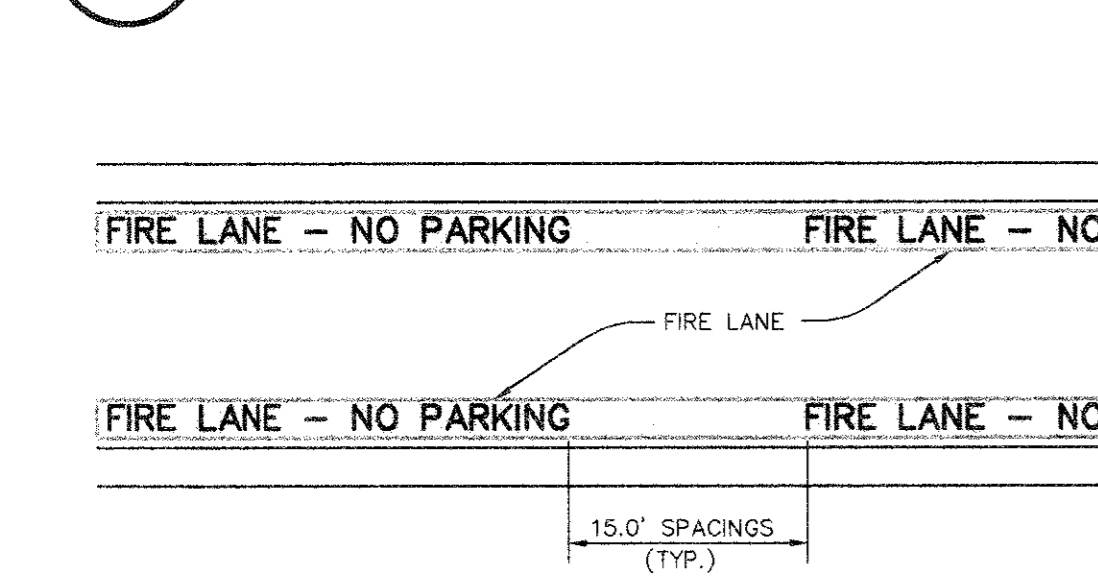 FIRE LANE – NO PARKING FIRE LANE – NO
FIRE LANE
FIRE LANE – NO PARKING FIRE LANE – NO
15.0' SPACINGS
(TYP.)